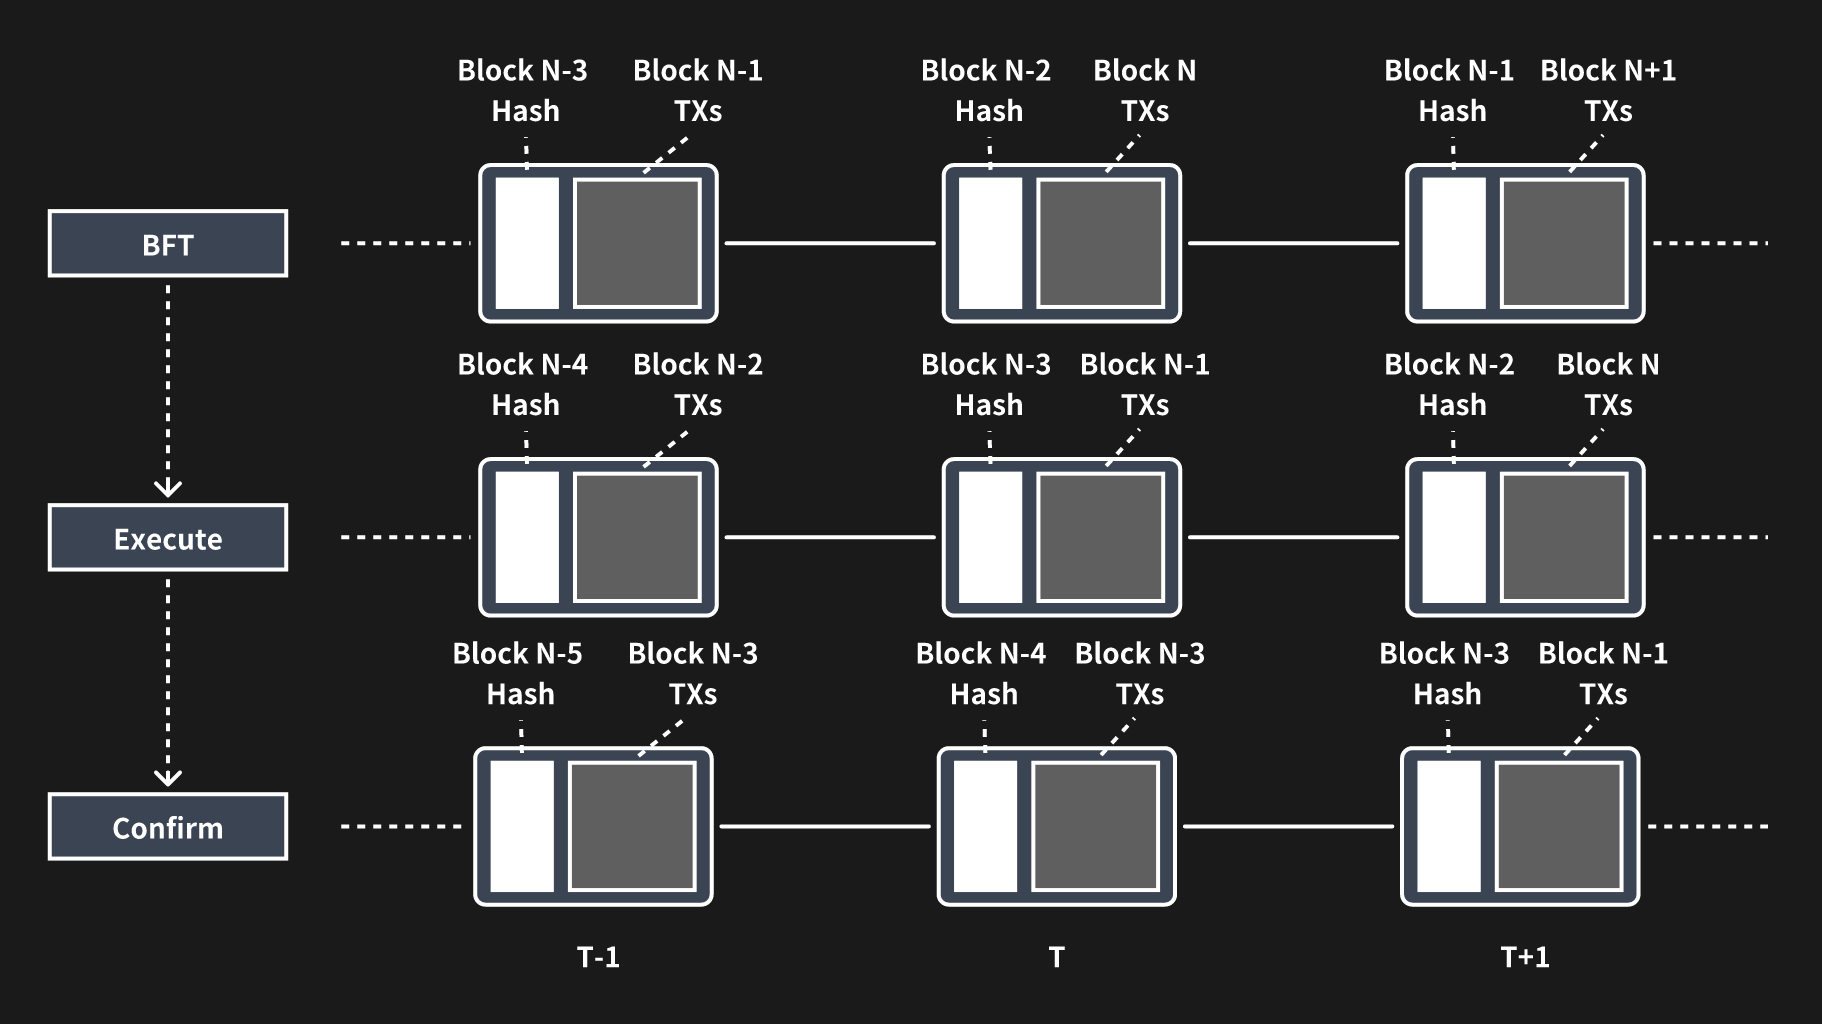 Block N-3 Block N-1 Block N-2 Block N Block N-1 Block N+1
Hash TXs Hash TXs Hash TXs
BFT
Block N-4 Block N-2 Block N-3 Block N-1 Block N-2 Block N
Hash TXs Hash TXs Hash TXs
Execute
Block N-5 Block N-3 Block N-4 Block N-3 Block N-3 Block N-1
Hash TXs Hash TXs Hash TXs
Confirm
T-1 T T+1